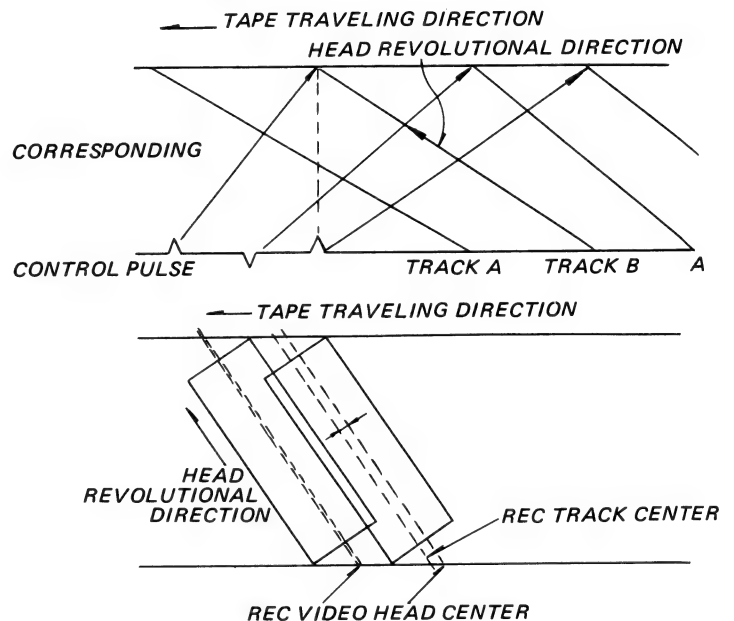 TAPE TRAVELING DIRECTION
HEAD REVOLUTIONAL DIRECTION
CORRESPONDING
CONTROL PULSE
TRACK A
TRACK B
A
TAPE TRAVELING DIRECTION
HEAD
REVOLUTIONAL
DIRECTION
REC TRACK CENTER
REC VIDEO HEAD CENTER